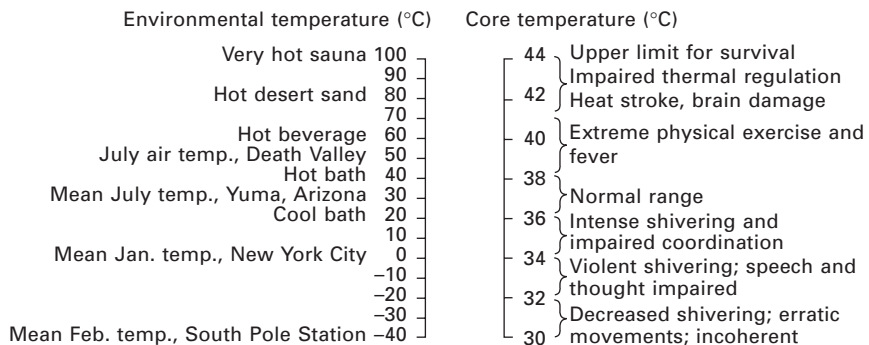 Environmental temperature (°C)
Very hot sauna 100
90
Hot desert sand 80
70
Hot beverage 60
July air temp., Death Valley 50
Hot bath 40
Mean July temp., Yuma, Arizona 30
Cool bath 20
10
Mean Jan. temp., New York City 0
–10
–20
–30
Mean Feb. temp., South Pole Station –40
Core temperature (°C)
44 Upper limit for survival
Impaired thermal regulation
42 Heat stroke, brain damage
40 Extreme physical exercise and
fever
38
Normal range
36 Intense shivering and
impaired coordination
34 Violent shivering; speech and
thought impaired
32
Decreased shivering; erratic
30 movements; incoherent